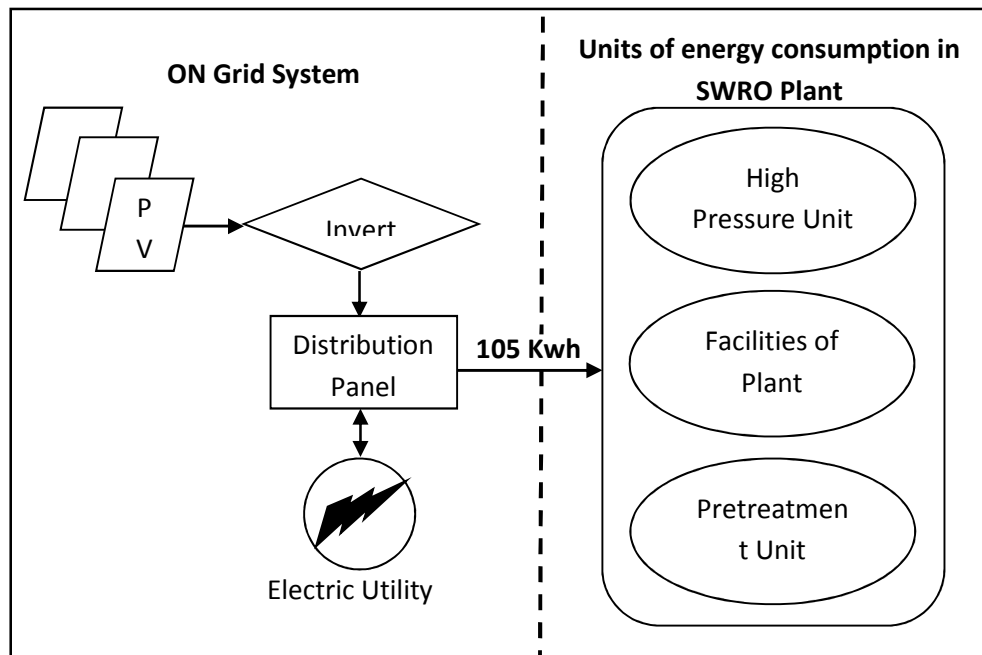 ON Grid System
P
V
Invert
Distribution
Panel
Electric Utility
105 Kwh
Units of energy consumption in
SWRO Plant
High
Pressure Unit
Facilities of
Plant
Pretreatmen
t Unit